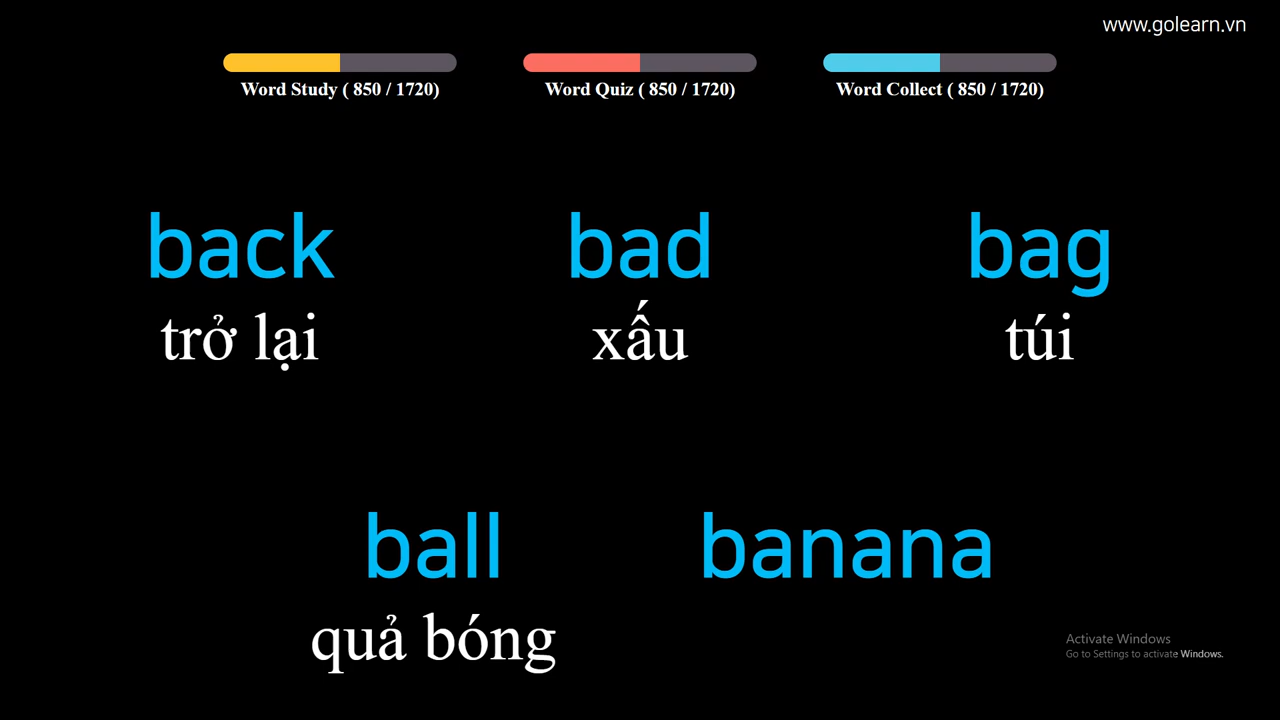 www.golearn.vn
Word Study ( 850 / 1720)
Word Quiz ( 850 / 1720)
Word Collect ( 850 / 1720)
back
bad
bag
trở lại
xấu
túi
ball
banana
quả bóng
Activate Windows
Go to Settings to activate Windows.